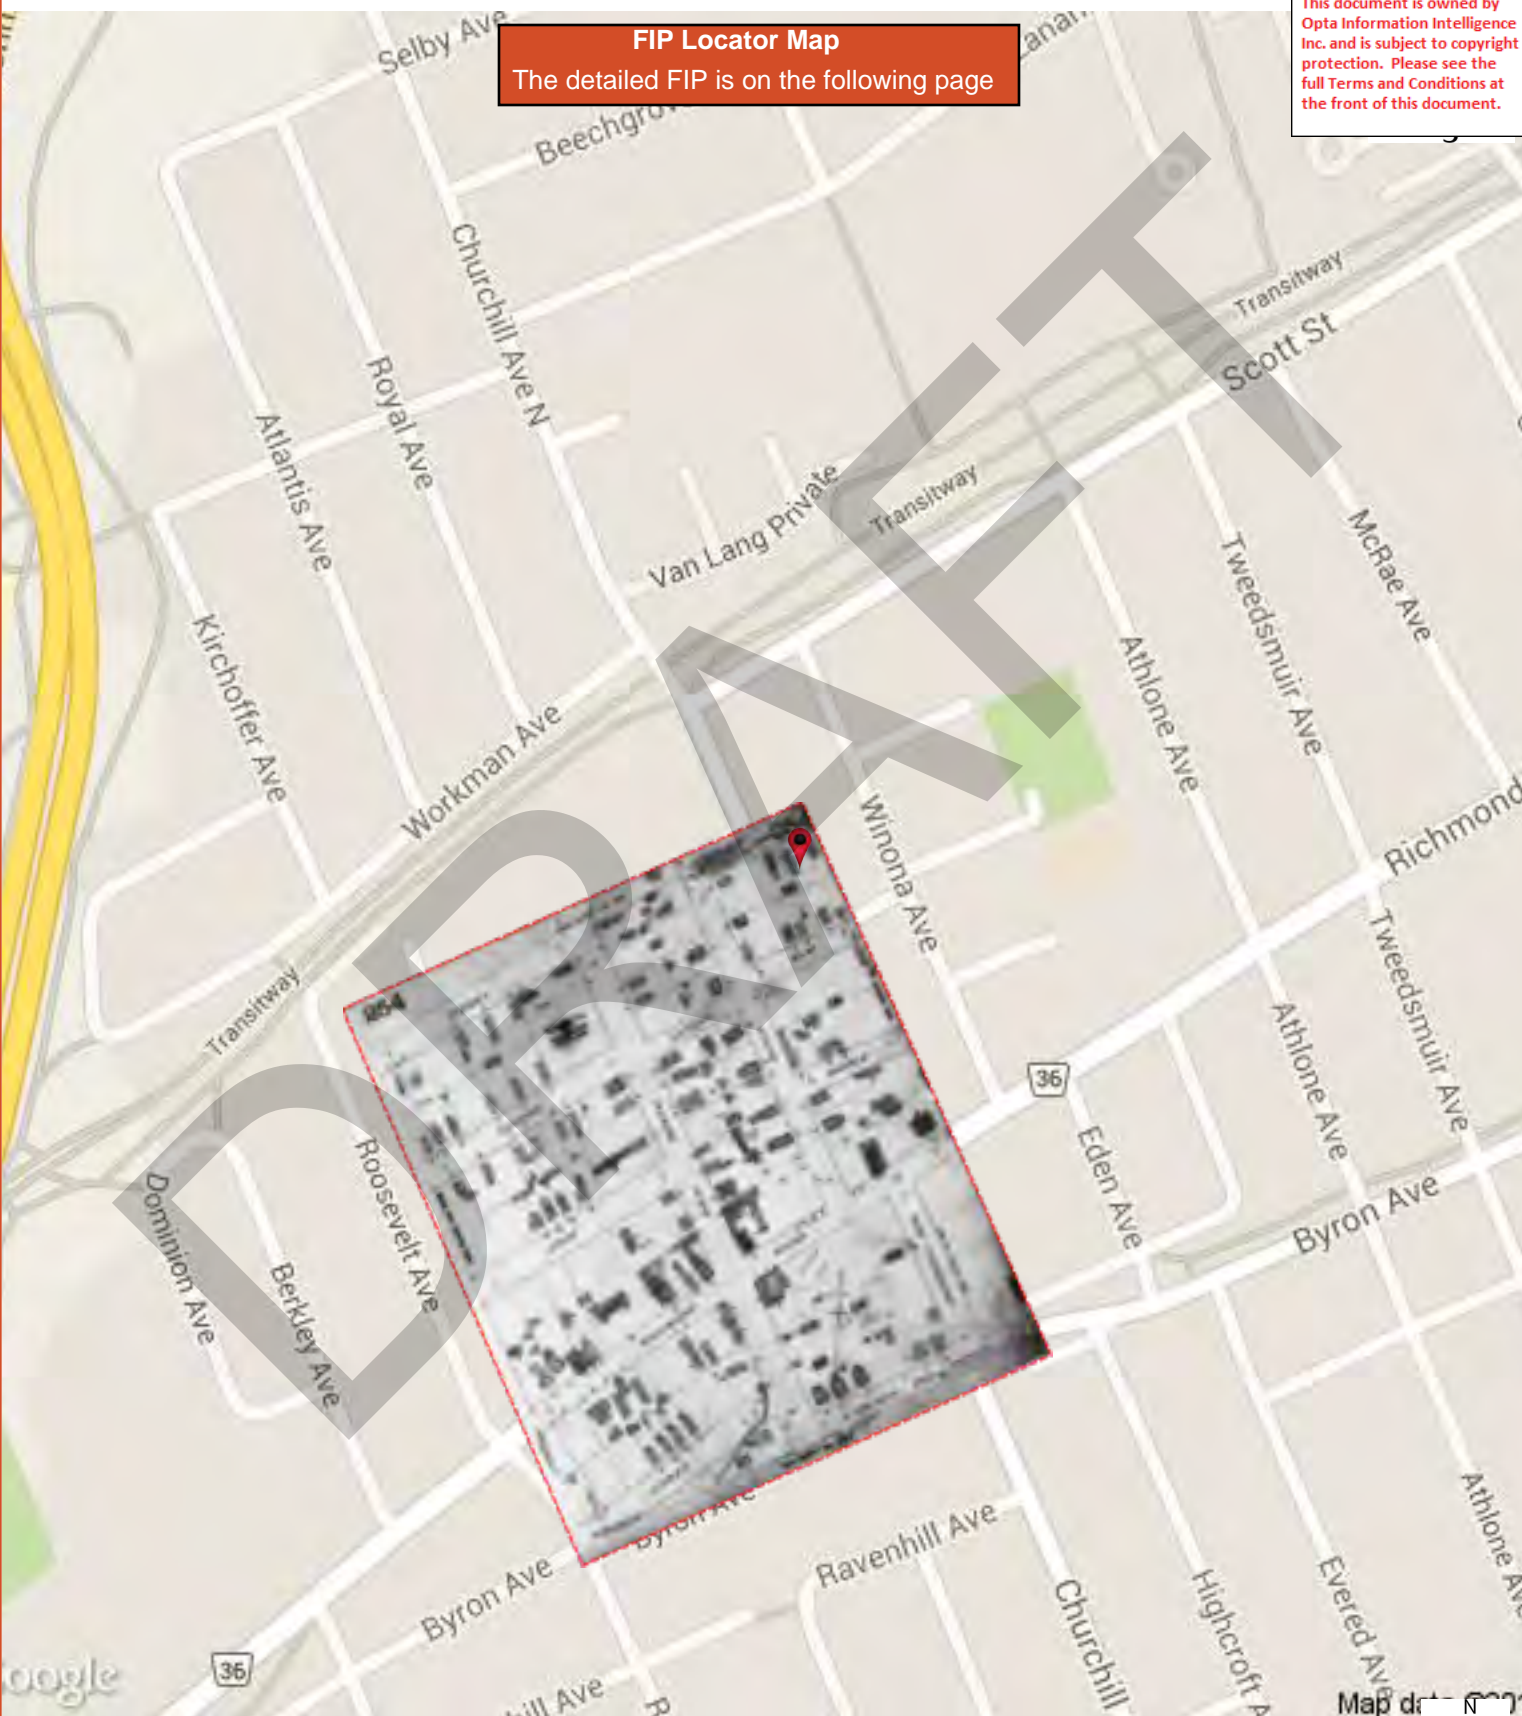 This document is owned by
Opta Information Intelligence
Inc. and is subject to copyright
protection. Please see the
full Terms and Conditions at
the front of this document.
FIP Locator Map
The detailed FIP is on the following page
Selby Ave
Churchill Ave N
Royal Ave
Atlantis Ave
Transitway
Scott St
Van Lang Private
Transitway
McRae Ave
Tweedsmuir Ave
Athlone Ave
Kirchoffer Ave
Workman Ave
Winona Ave
Richmond
Tweedsmuir Ave
Transitway
Athlone Ave
36
Eden Ave
Roosevelt Ave
Dominion Ave
Berkley Ave
Byron Ave
Byron Ave
Ravenhill Ave
Byron Ave
Churchill
Evered Ave
36
DRAFT
N